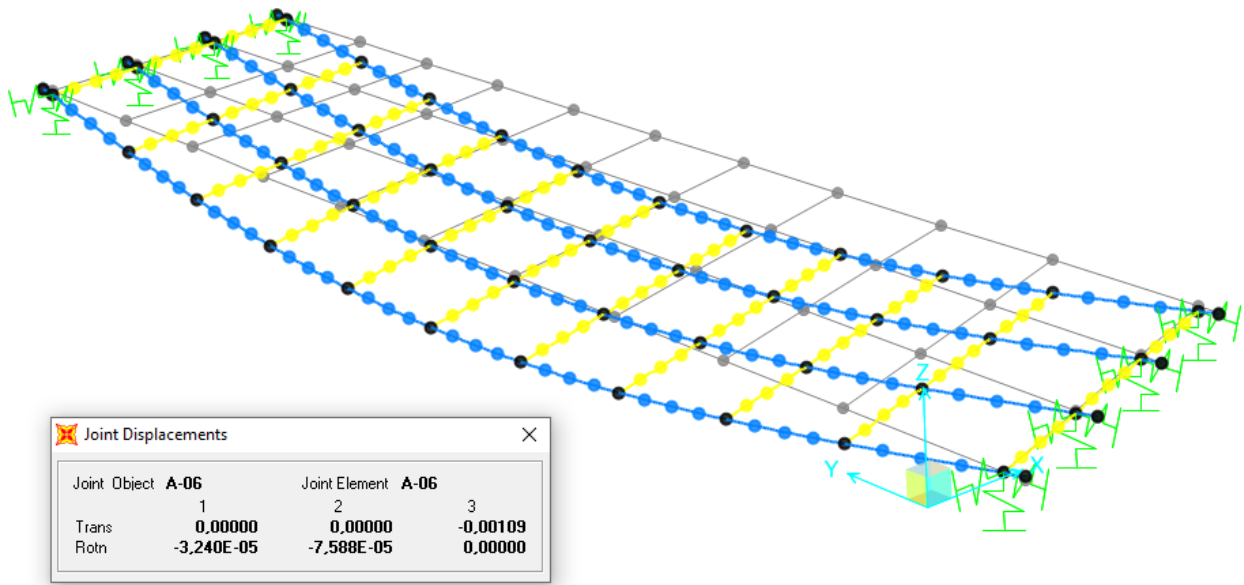 Z
Y
X
Joint Displacements
Joint Object A-06 Joint Element A-06
1 2 3
Trans 0,00000 0,00000 -0,00109
Rotn -3,240E-05 -7,588E-05 0,00000